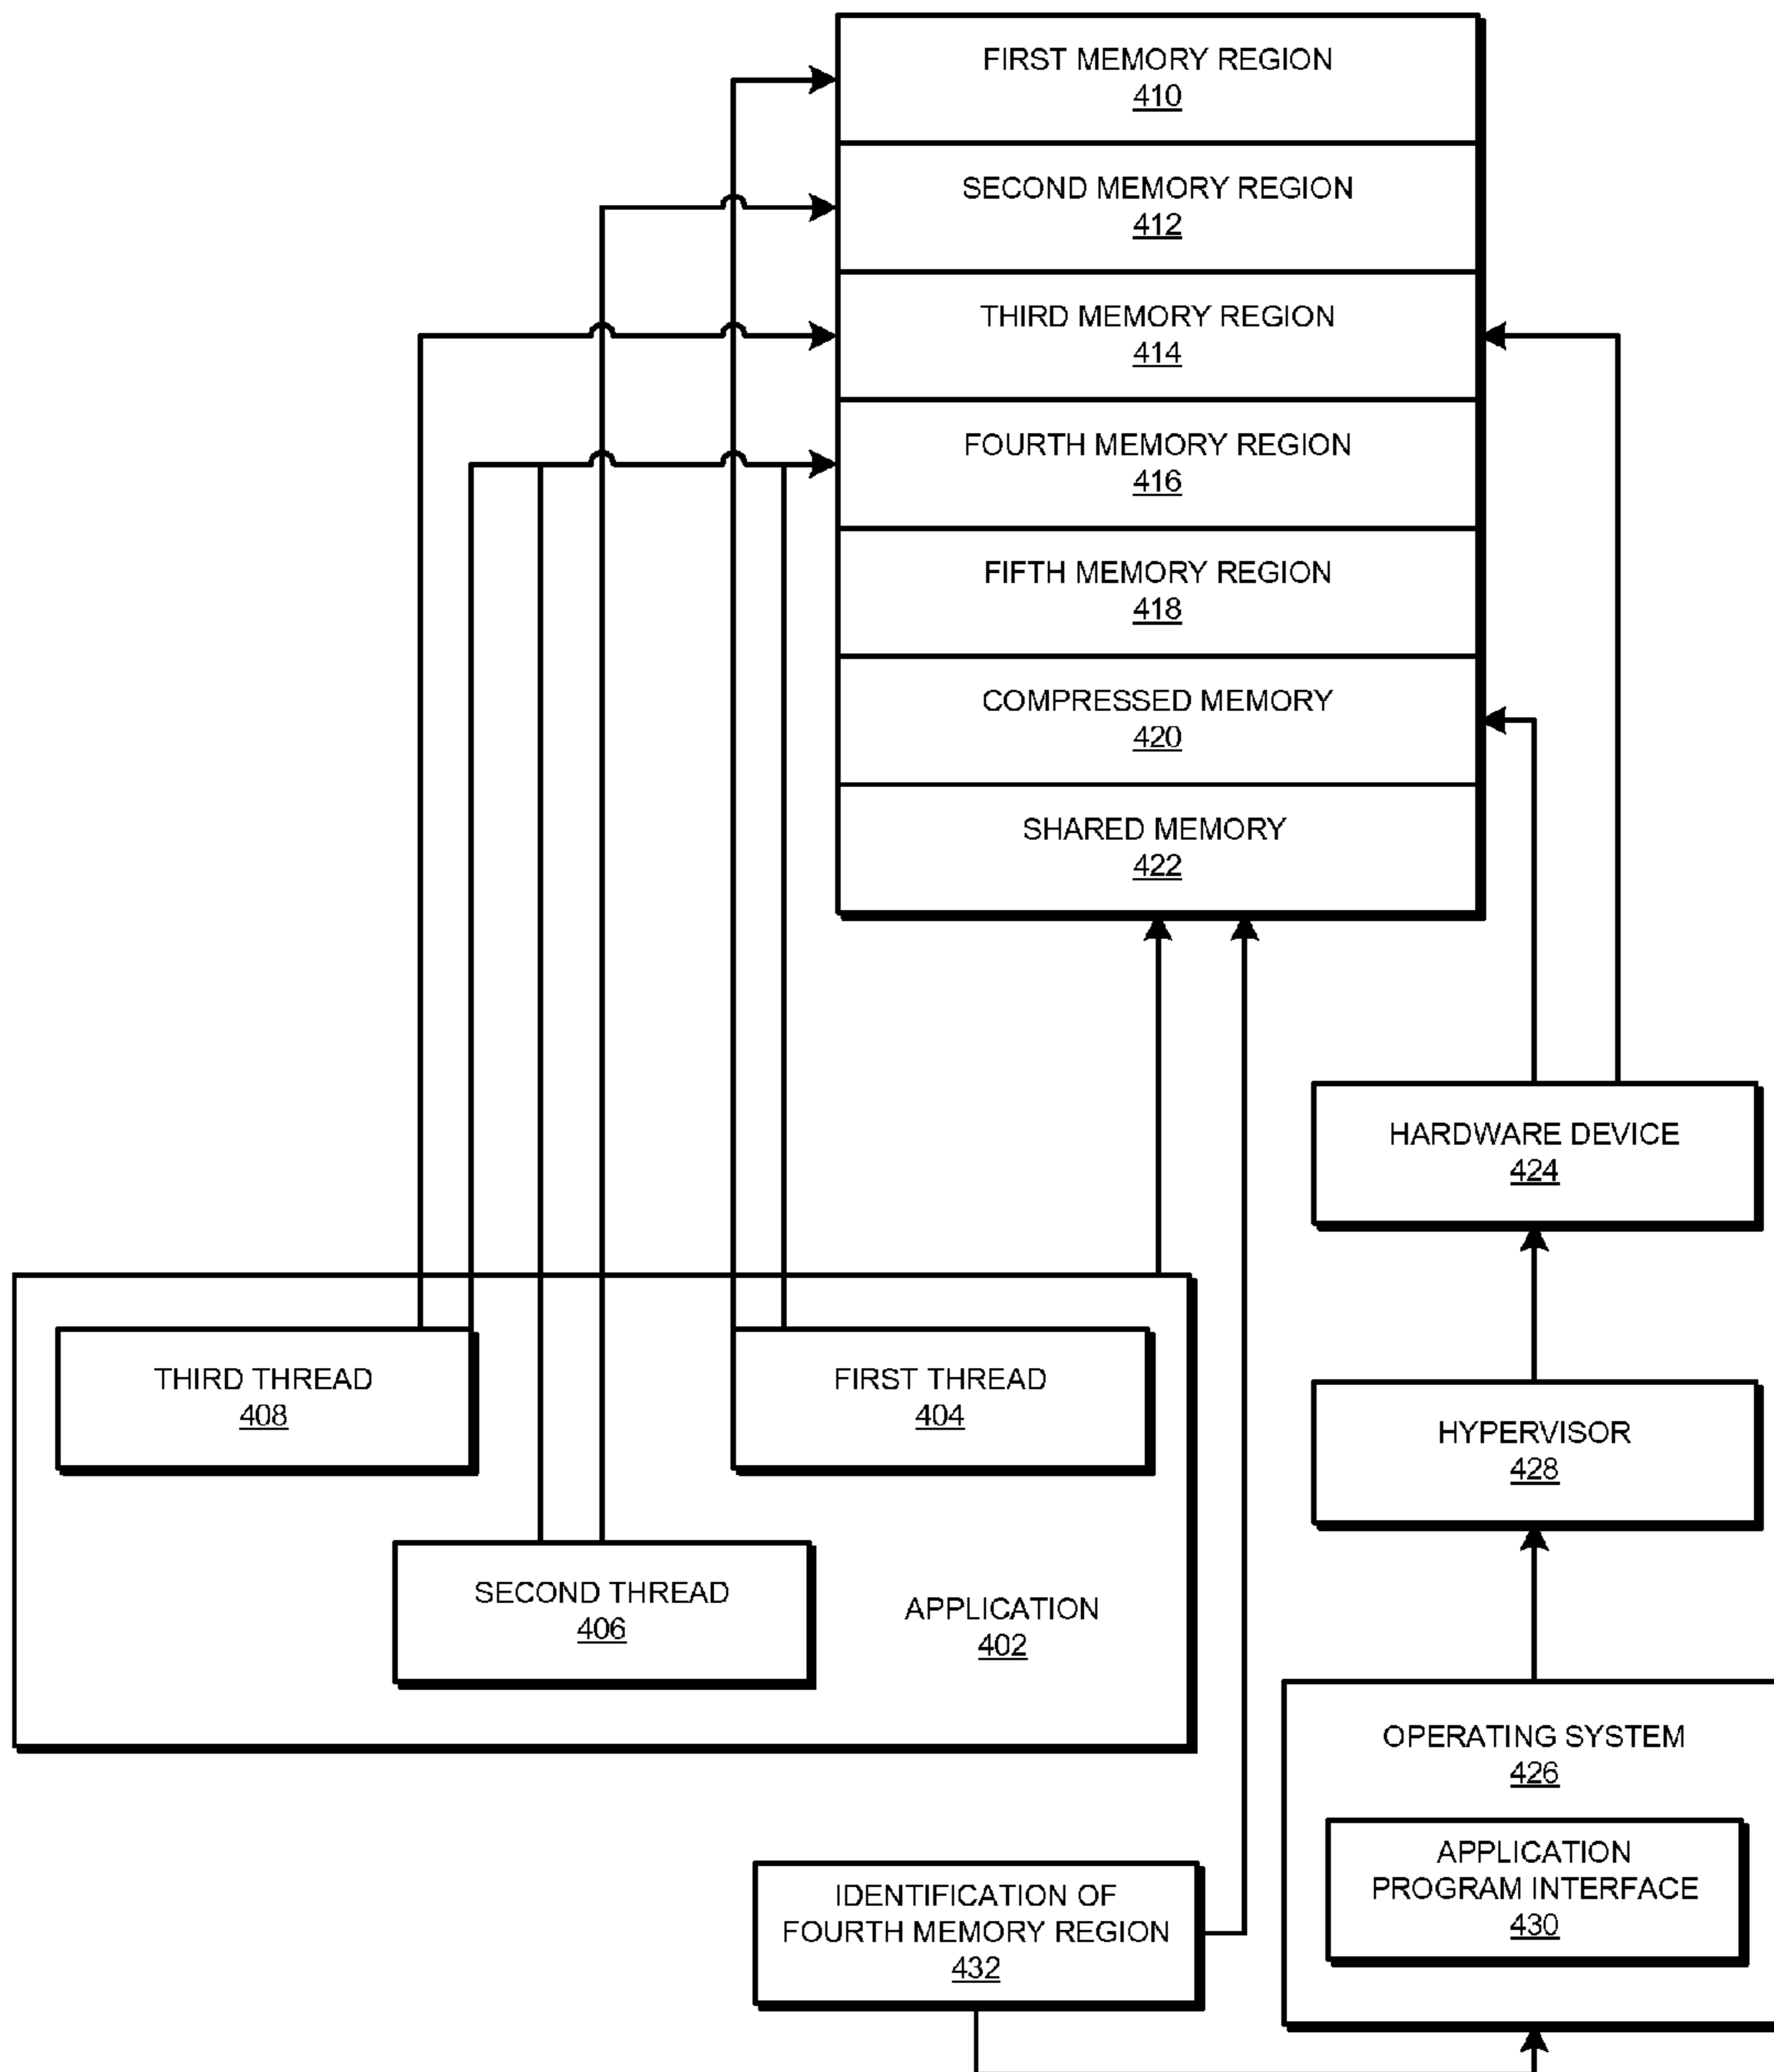 FIRST MEMORY REGION
410
SECOND MEMORY REGION
412
THIRD MEMORY REGION
414
FOURTH MEMORY REGION
416
FIFTH MEMORY REGION
418
COMPRESSED MEMORY
420
SHARED MEMORY
422
HARDWARE DEVICE
424
THIRD THREAD
408
FIRST THREAD
404
HYPERVISOR
428
SECOND THREAD
406
APPLICATION
402
OPERATING SYSTEM
426
APPLICATION
PROGRAM INTERFACE
430
IDENTIFICATION OF
FOURTH MEMORY REGION
432